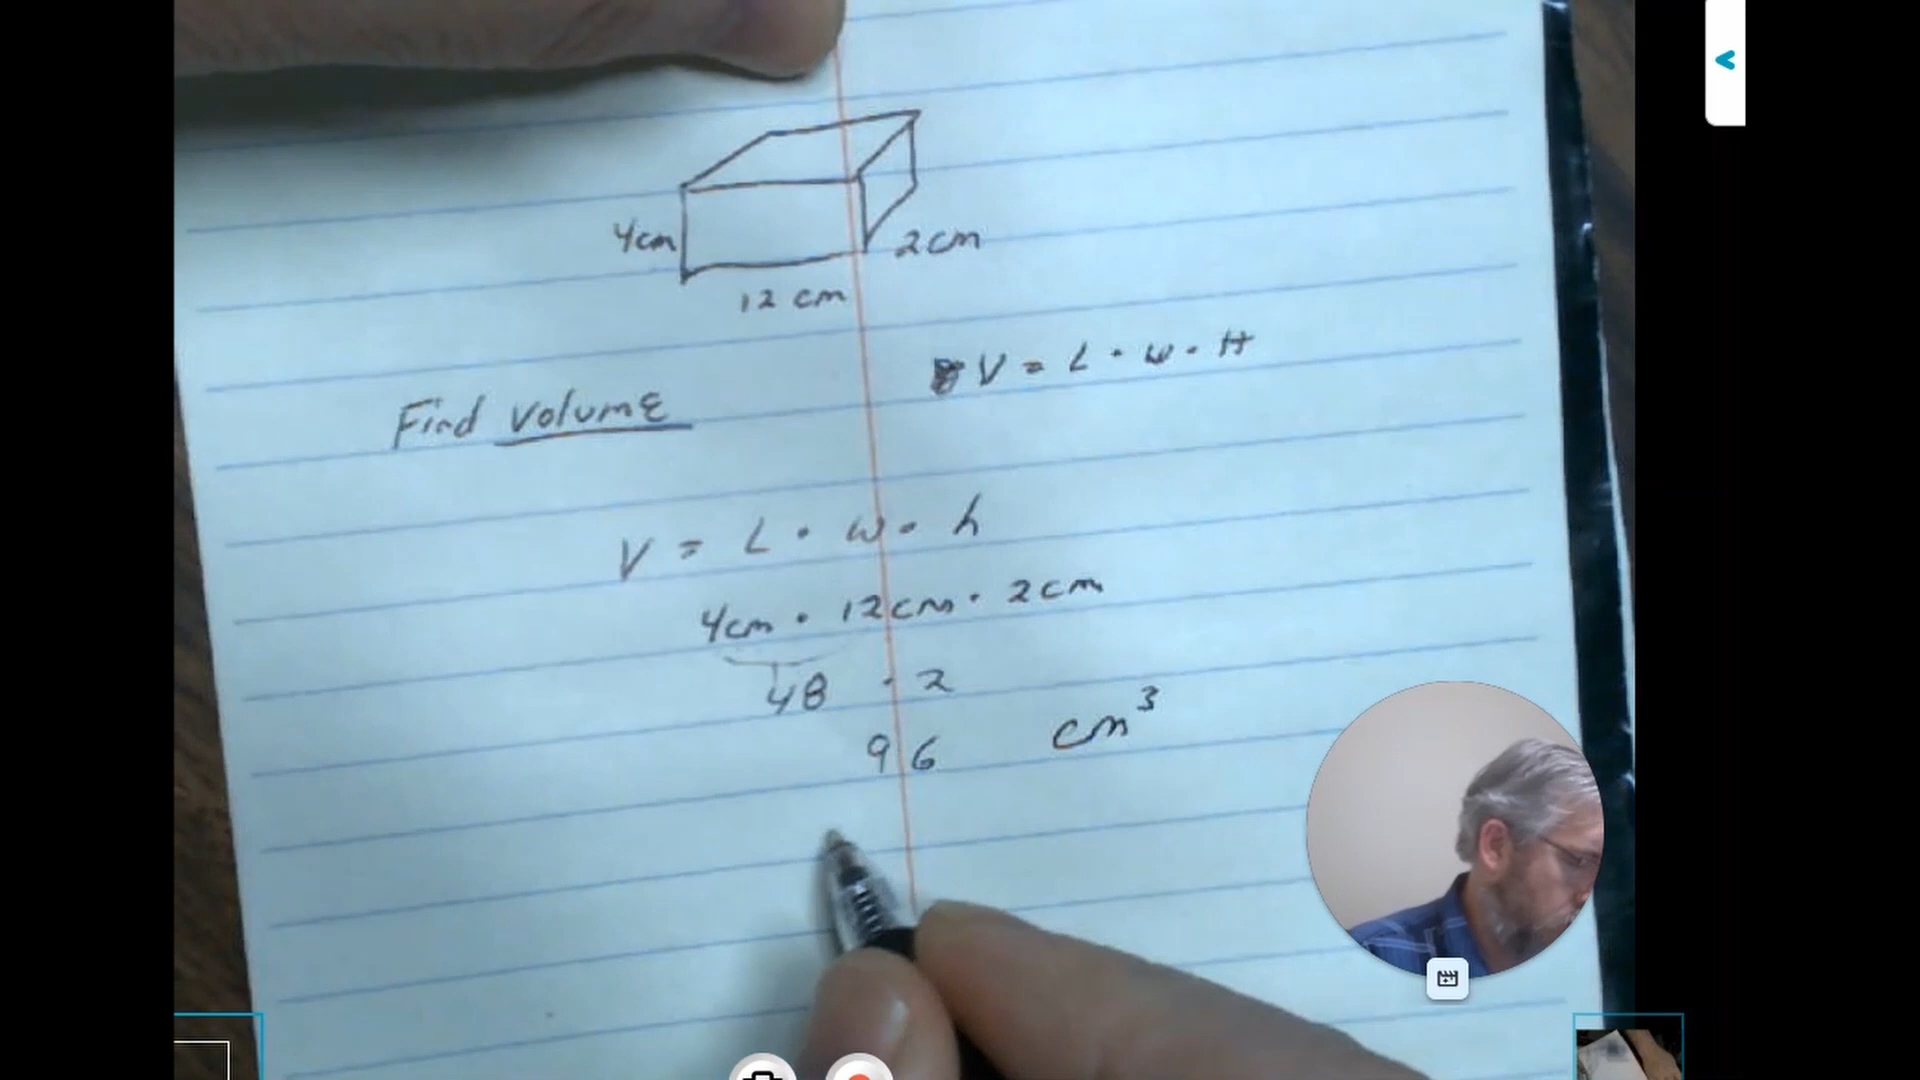 4cm
2cm
12 cm
V = L · w · H
Find volume
V = L · w · h
4cm · 12cm · 2cm
48 · 2
96 cm³